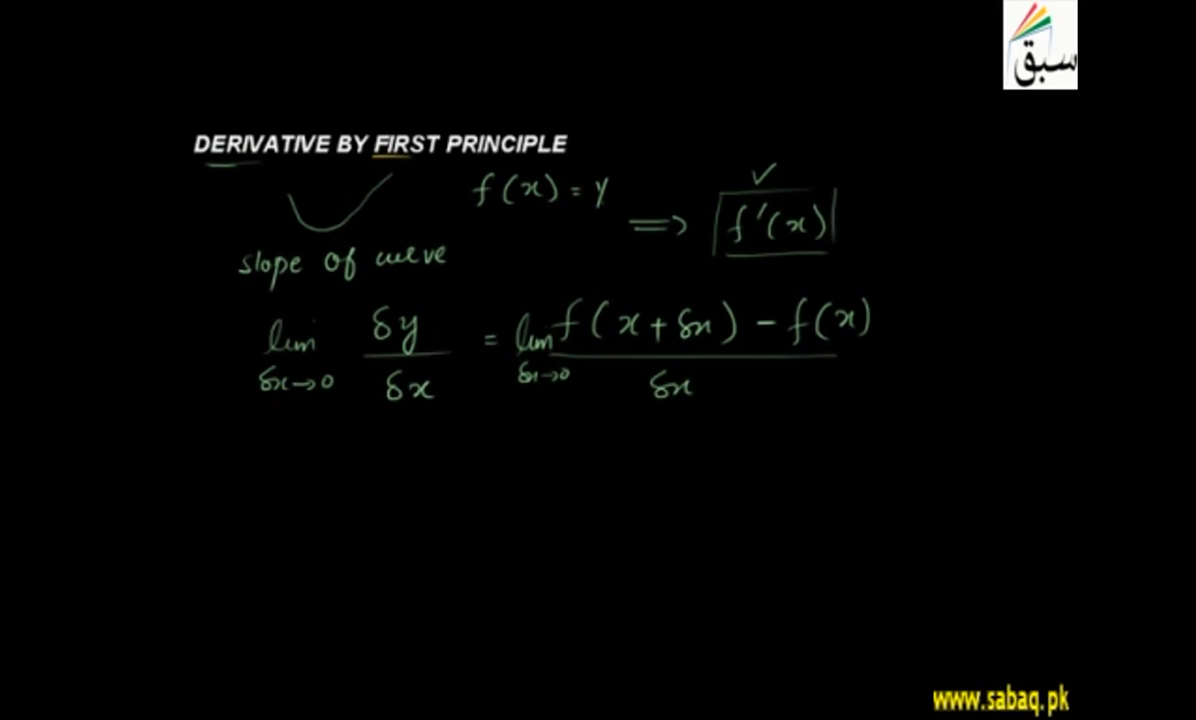 سبق
DERIVATIVE BY FIRST PRINCIPLE
f(x) = y ⟹ f'(x) ✓
slope of curve
lim δx→0 δy/δx = lim δx→0 (f(x + δx) − f(x))/δx
www.sabaq.pk